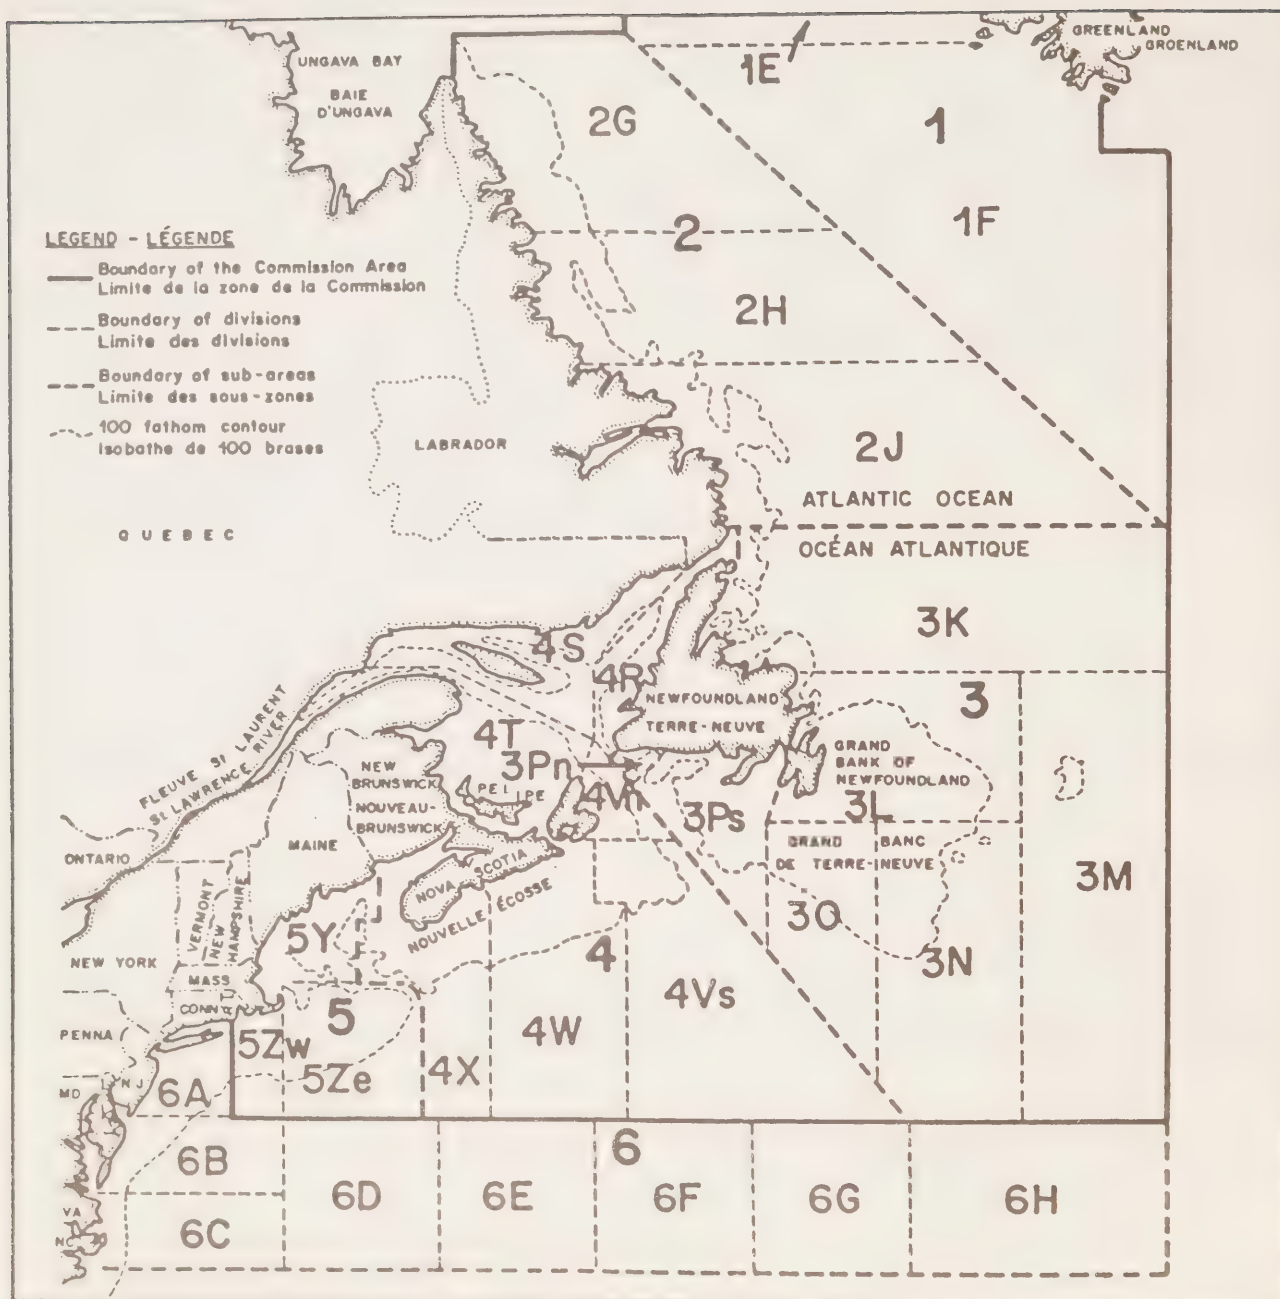 GREENLAND
GROENLAND
UNGAVA BAY
BAIE
D'UNGAVA
1E
2G
1
1F
LEGEND - LÉGENDE
Boundary of the Commission Area
Limite de la zone de la Commission
Boundary of divisions
Limite des divisions
Boundary of sub-areas
Limite des sous-zones
100 fathom contour
Isobathe de 100 brases
2
2H
LABRADOR
2J
ATLANTIC OCEAN
OCÉAN ATLANTIQUE
QUEBEC
3K
4S
4R
NEWFOUNDLAND
TERRE-NEUVE
3
FLEUVE St LAURENT
St LAWRENCE RIVER
4T
3Pn
4Vn
GRAND
BANK OF
NEWFOUNDLAND
3L
3Ps
GRAND BANC
DE TERRE-NEUVE
NEW
BRUNSWICK
NOUVEAU-
BRUNSWICK
P E I
I P E
MAINE
ONTARIO
VERMONT
NEW
HAMPSHIRE
NOVA SCOTIA
NOUVELLE ÉCOSSE
3M
3O
3N
5Y
4
4Vs
NEW YORK
MASS
CONN
R I
PENNA
5
5Zw
5Ze
4X
4W
MD
N J
6A
6
6B
6C
6D
6E
6F
6G
6H
VA
NC